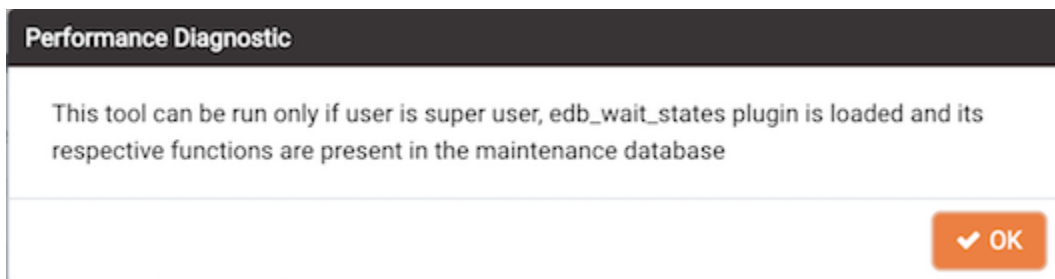 Performance Diagnostic
This tool can be run only if user is super user, edb_wait_states plugin is loaded and its
respective functions are present in the maintenance database
OK